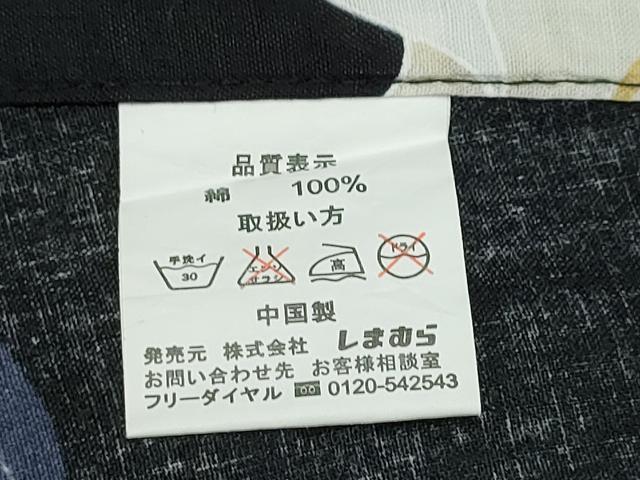 品質表示
綿 100%
取扱い方
手洗イ 30 エンソ サラシ 高 ドライ
中国製
発売元 株式会社 しまむら
お問い合わせ先 お客様相談室
フリーダイヤル 0120-542543